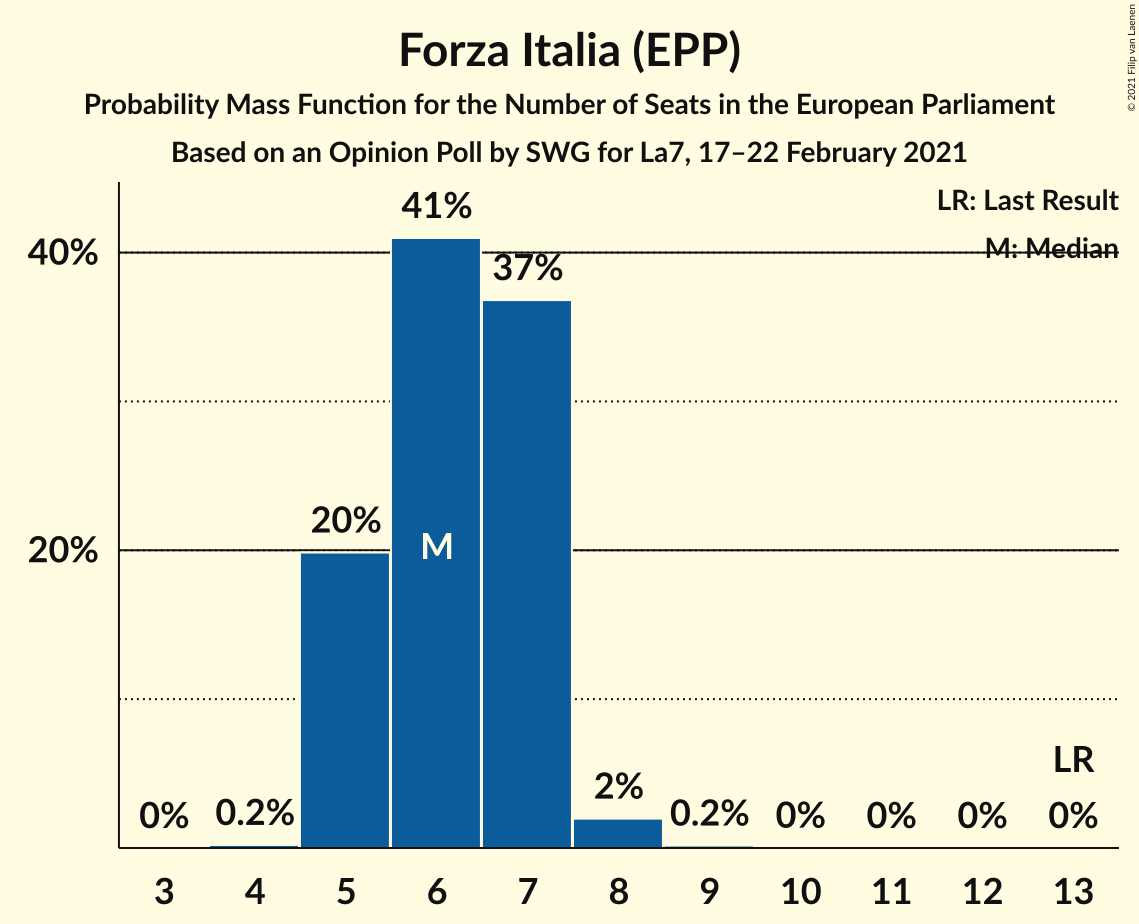 Forza Italia (EPP)
Probability Mass Function for the Number of Seats in the European Parliament
Based on an Opinion Poll by SWG for La7, 17–22 February 2021
© 2021 Filip van Laenen
LR: Last Result
M: Median
40%
20%
0%
0.2%
20%
41%
37%
2%
0.2%
0%
0%
0%
0%
M
LR
3 4 5 6 7 8 9 10 11 12 13